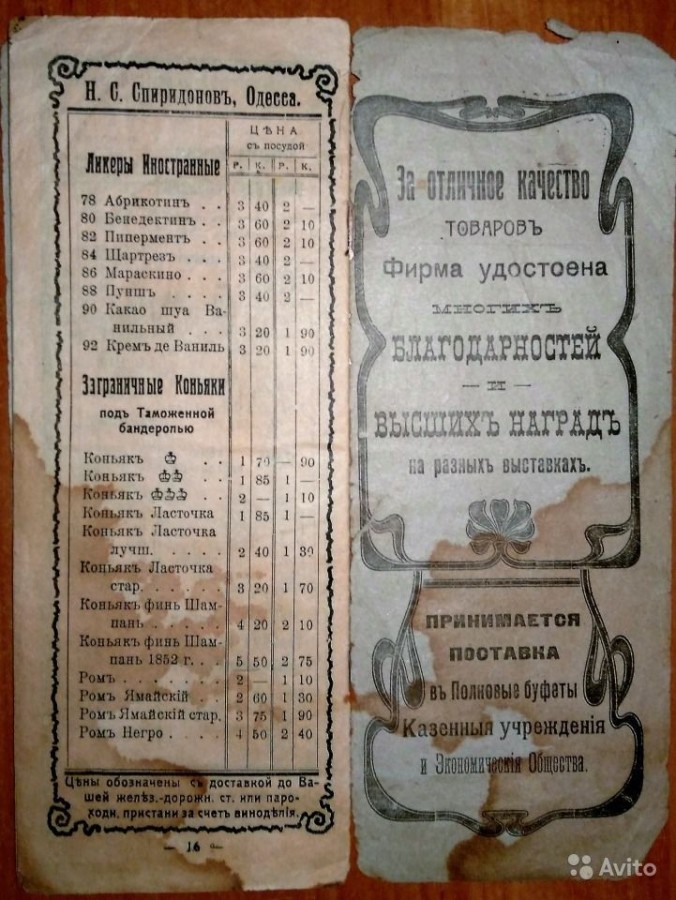 Н. С. Спиридоновъ, Одесса.
ЦѢНА
съ посудой
Ликеры Иностранные Р. К. Р. К.
78 Абрикотинъ . . 3 40 2 —
80 Бенедектинъ . . 3 60 2 10
82 Пиперментъ . . 3 60 2 10
84 Шартрезъ . . . 3 40 2 —
86 Мараскино . . . 3 60 2 10
88 Пуншъ . . . . 3 40 2 —
90 Какао шуа Ва-
нильный . . . 3 20 1 90
92 Кремъ де Ваниль 3 20 1 90
Заграничные Коньяки
подъ Таможенной
бандеролью
Коньякъ . . 1 70 — 90
Коньякъ . . 1 85 1 —
Коньякъ . . 2 — 1 10
Коньякъ Ласточка 1 85 1 —
Коньякъ Ласточка
лучш. . . . . . 2 40 1 30
Коньякъ Ласточка
стар. . . . . . 3 20 1 70
Коньякъ финь Шам-
пань . . . . . 4 20 2 10
Коньякъ финь Шам-
пань 1852 г. . . 5 50 2 75
Ромъ . . . . . . 2 — 1 10
Ромъ Ямайскій . . 2 60 1 30
Ромъ Ямайскій стар. 3 75 1 90
Ромъ Негро . . . . 4 50 2 40
Цѣны обозначены съ доставкой до Ва-
шей желѣз.-дорожн. ст. или паро-
ходн. пристани за счетъ винодѣлія.
— 16 —
За отличное качество
ТОВАРОВЪ
Фирма удостоена
МНОГИХЪ
БЛАГОДАРНОСТЕЙ
— И —
ВЫСШИХЪ НАГРАДЪ
на разныхъ выставкахъ.
ПРИНИМАЕТСЯ
ПОСТАВКА
въ Полковые буфеты
Казенныя учрежденія
и Экономическія Общества.
Avito